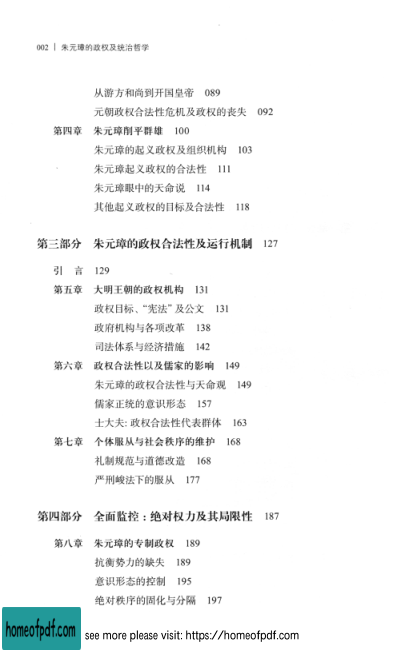 002 | 朱元璋的政权及统治哲学
从游方和尚到开国皇帝 089
元朝政权合法性危机及政权的丧失 092
第四章 朱元璋削平群雄 100
朱元璋的起义政权及组织机构 103
朱元璋起义政权的合法性 111
朱元璋眼中的天命说 114
其他起义政权的目标及合法性 118
第三部分 朱元璋的政权合法性及运行机制 127
引 言 129
第五章 大明王朝的政权机构 131
政权目标、“宪法”及公文 131
政府机构与各项改革 138
司法体系与经济措施 142
第六章 政权合法性以及儒家的影响 149
朱元璋的政权合法性与天命观 149
儒家正统的意识形态 157
士大夫: 政权合法性代表群体 163
第七章 个体服从与社会秩序的维护 168
礼制规范与道德改造 168
严刑峻法下的服从 177
第四部分 全面监控：绝对权力及其局限性 187
第八章 朱元璋的专制政权 189
抗衡势力的缺失 189
意识形态的控制 195
绝对秩序的固化与分隔 197
homeofpdf.com see more please visit: https://homeofpdf.com